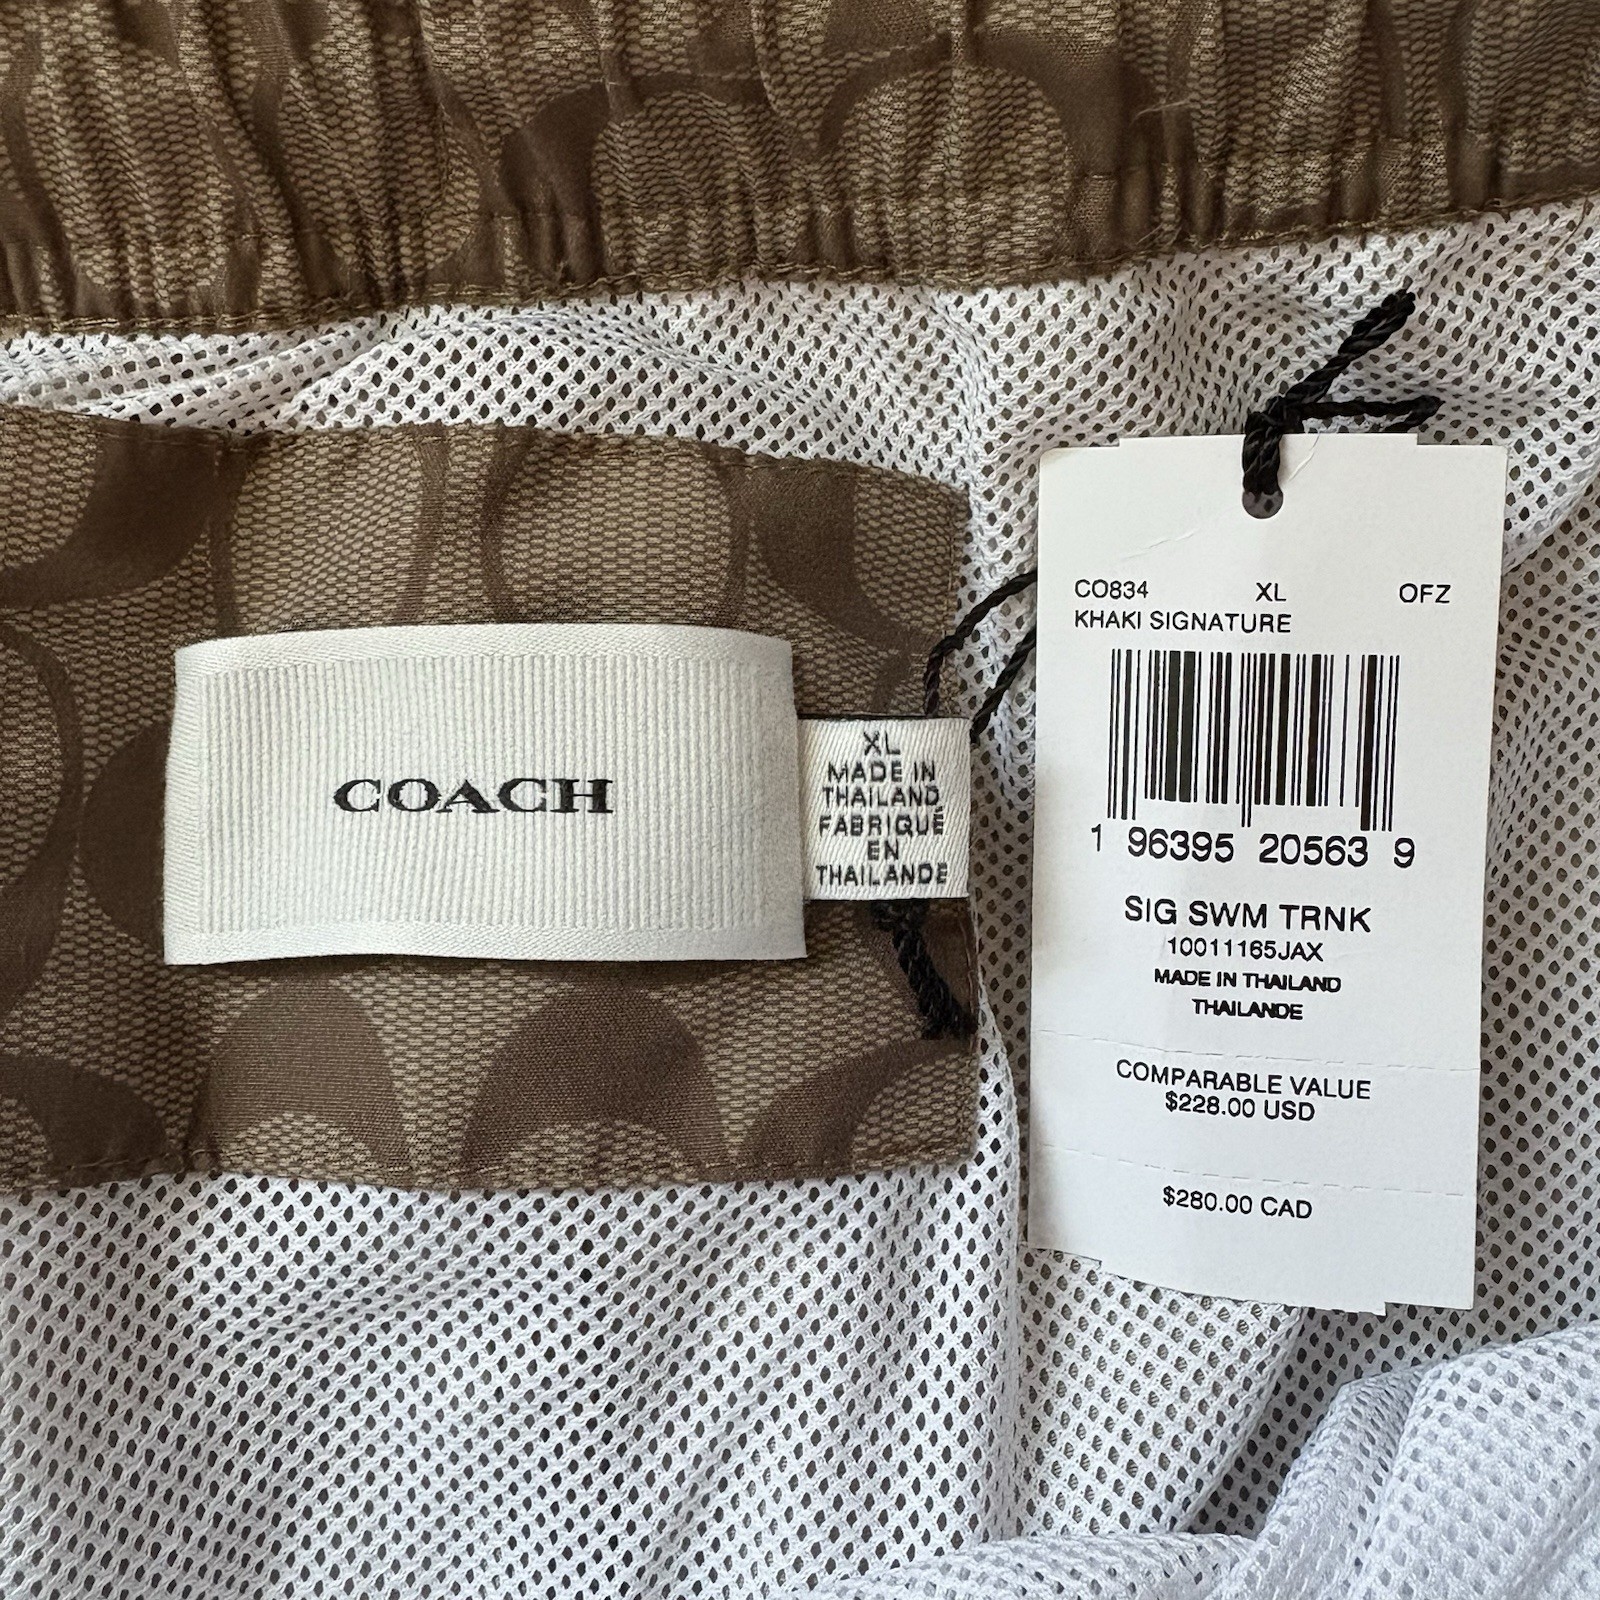 COACH
XL
MADE IN
THAILAND
FABRIQUÉ
EN
THAILANDE
CO834 XL OFZ
KHAKI SIGNATURE
1 96395 20563 9
SIG SWM TRNK
10011165JAX
MADE IN THAILAND
THAILANDE
COMPARABLE VALUE
$228.00 USD
$280.00 CAD